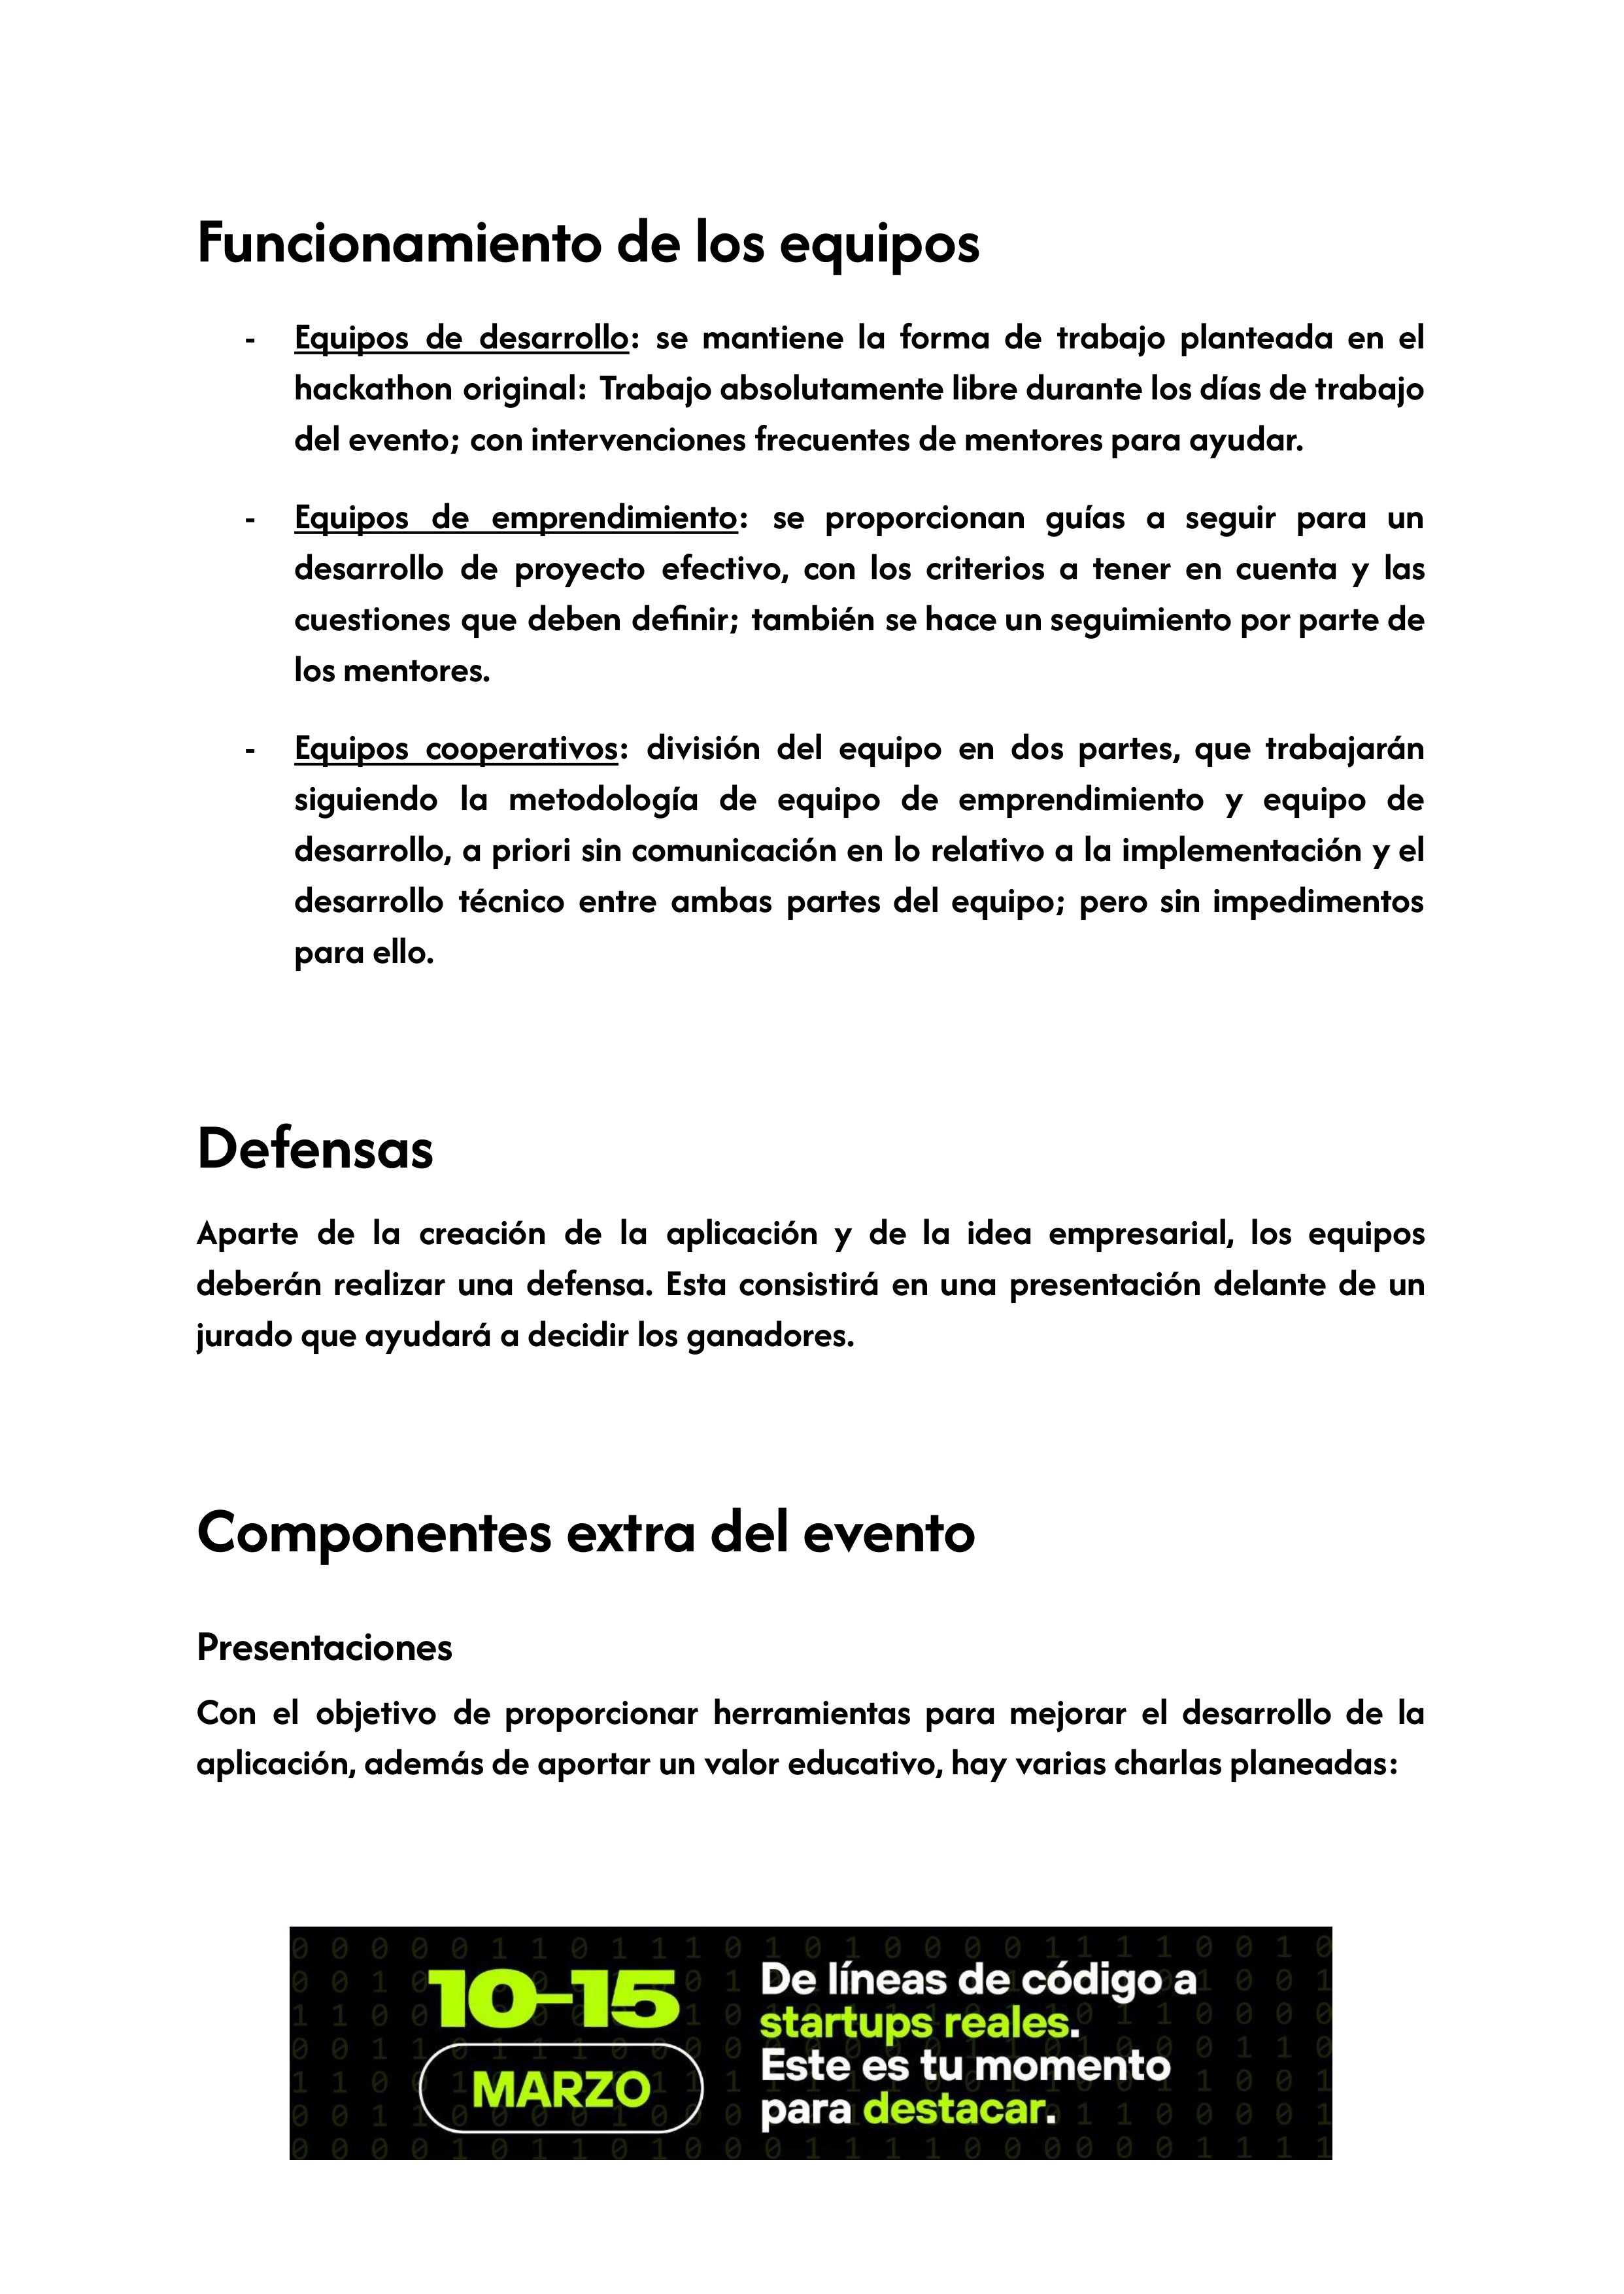 Funcionamiento de los equipos
- Equipos de desarrollo: se mantiene la forma de trabajo planteada en el
hackathon original: Trabajo absolutamente libre durante los días de trabajo
del evento; con intervenciones frecuentes de mentores para ayudar.
- Equipos de emprendimiento: se proporcionan guías a seguir para un
desarrollo de proyecto efectivo, con los criterios a tener en cuenta y las
cuestiones que deben definir; también se hace un seguimiento por parte de
los mentores.
- Equipos cooperativos: división del equipo en dos partes, que trabajarán
siguiendo la metodología de equipo de emprendimiento y equipo de
desarrollo, a priori sin comunicación en lo relativo a la implementación y el
desarrollo técnico entre ambas partes del equipo; pero sin impedimentos
para ello.
Defensas
Aparte de la creación de la aplicación y de la idea empresarial, los equipos
deberán realizar una defensa. Esta consistirá en una presentación delante de un
jurado que ayudará a decidir los ganadores.
Componentes extra del evento
Presentaciones
Con el objetivo de proporcionar herramientas para mejorar el desarrollo de la
aplicación, además de aportar un valor educativo, hay varias charlas planeadas:
10–15
MARZO
De líneas de código a
startups reales.
Este es tu momento
para destacar.